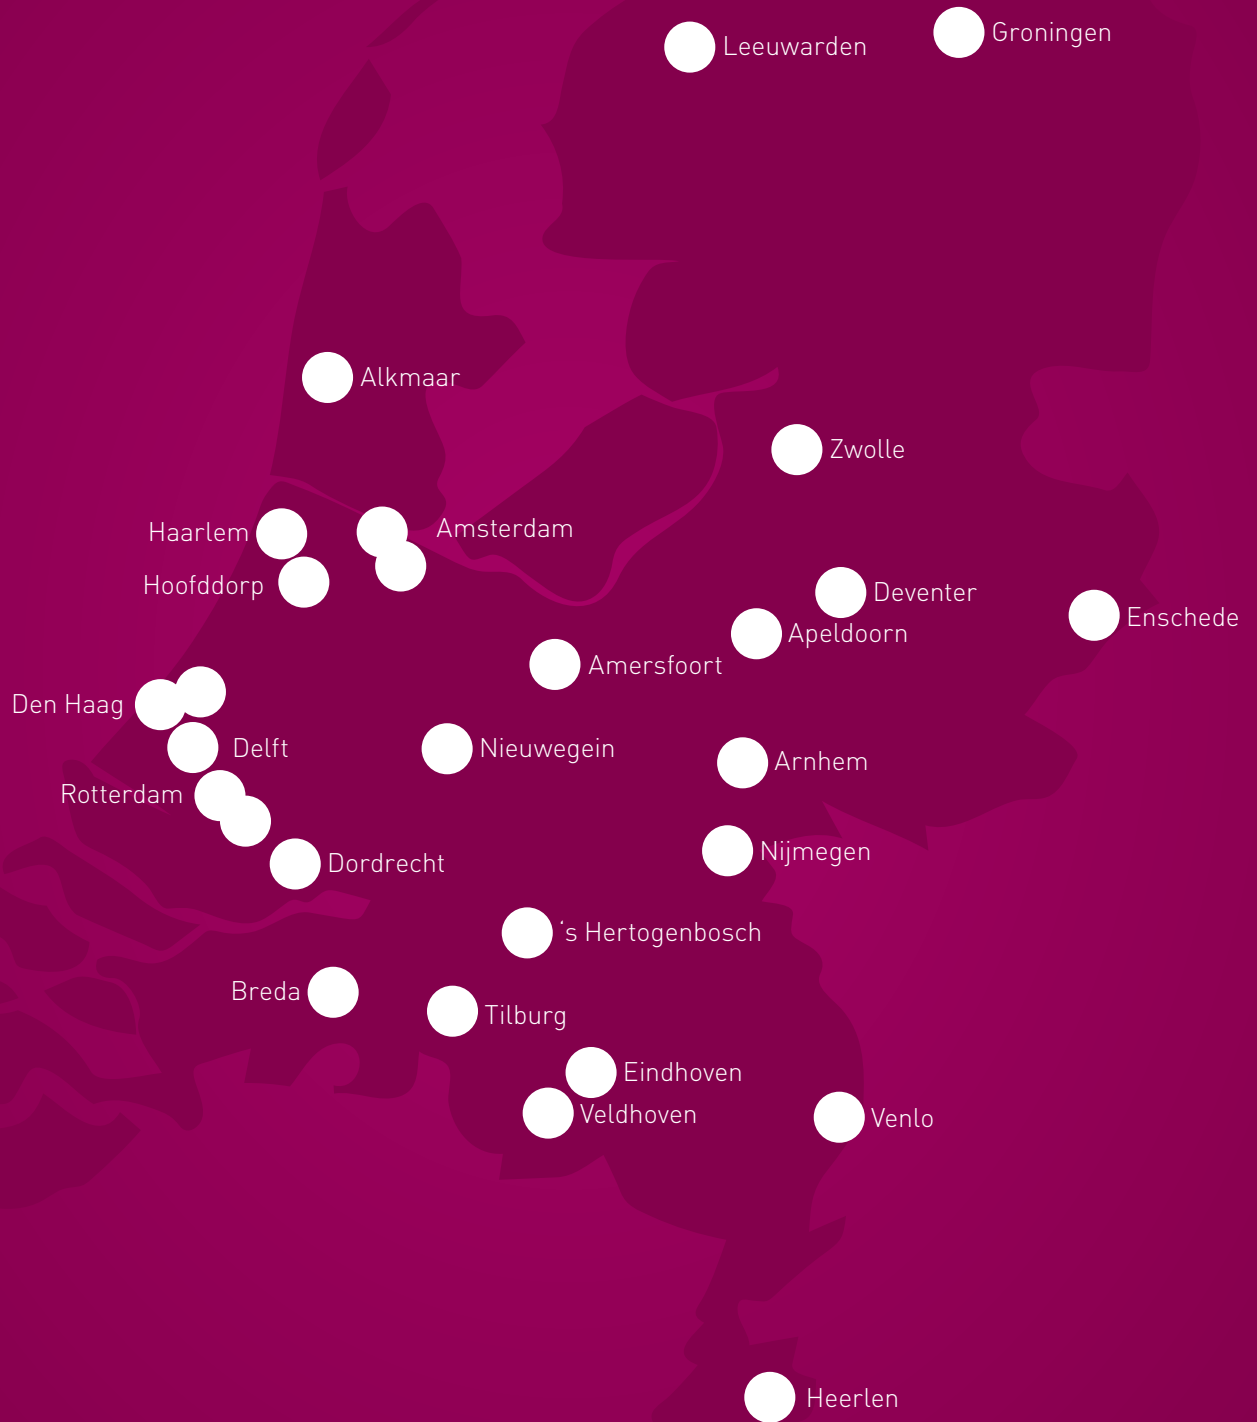 Groningen
Leeuwarden
Alkmaar
Zwolle
Amsterdam
Haarlem
Hoofddorp
Deventer
Enschede
Apeldoorn
Amersfoort
Den Haag
Delft
Nieuwegein
Arnhem
Rotterdam
Nijmegen
Dordrecht
‘s Hertogenbosch
Breda
Tilburg
Eindhoven
Veldhoven
Venlo
Heerlen